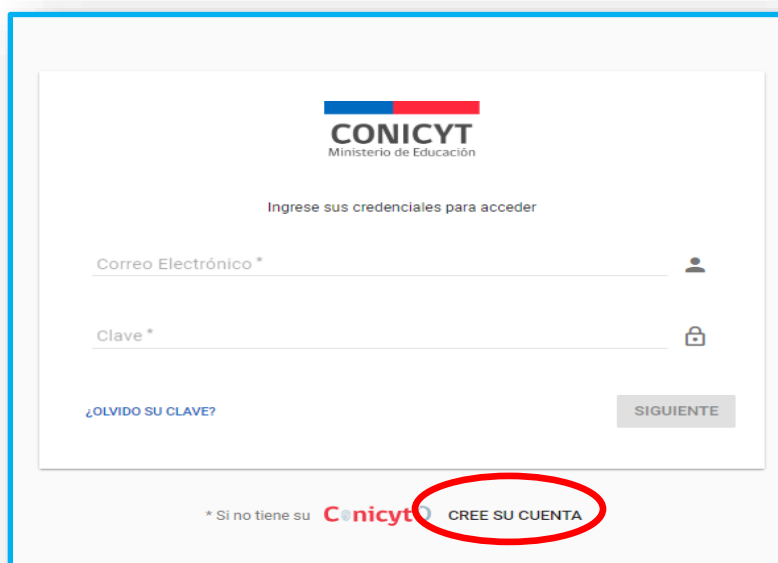 CONICYT
Ministerio de Educación
Ingrese sus credenciales para acceder
Correo Electrónico *
Clave *
¿OLVIDO SU CLAVE?
SIGUIENTE
* Si no tiene su ConicytID CREE SU CUENTA